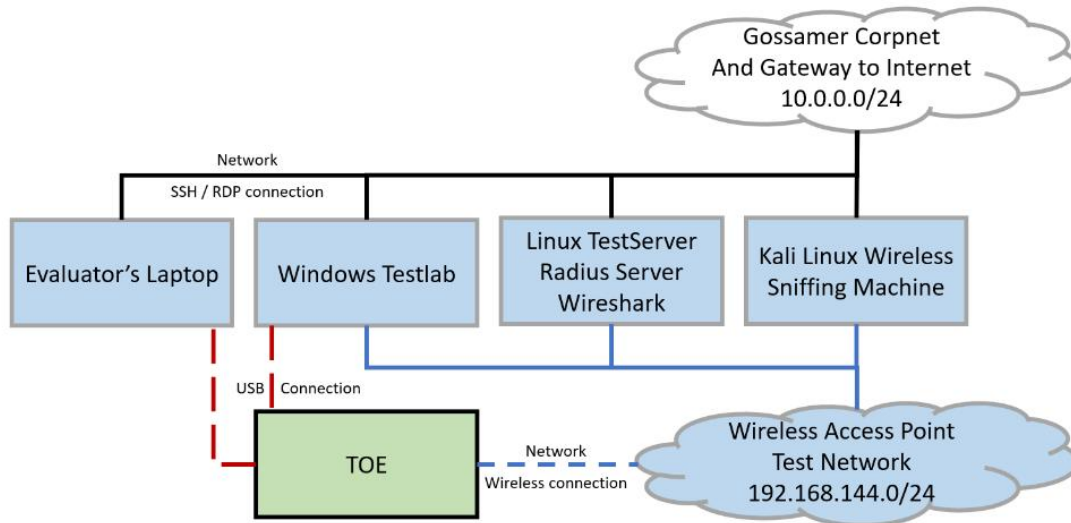 Gossamer Corpnet
And Gateway to Internet
10.0.0.0/24
Network
SSH / RDP connection
Evaluator's Laptop
Windows Testlab
Linux TestServer
Radius Server
Wireshark
Kali Linux Wireless
Sniffing Machine
USB Connection
TOE
Network
Wireless connection
Wireless Access Point
Test Network
192.168.144.0/24